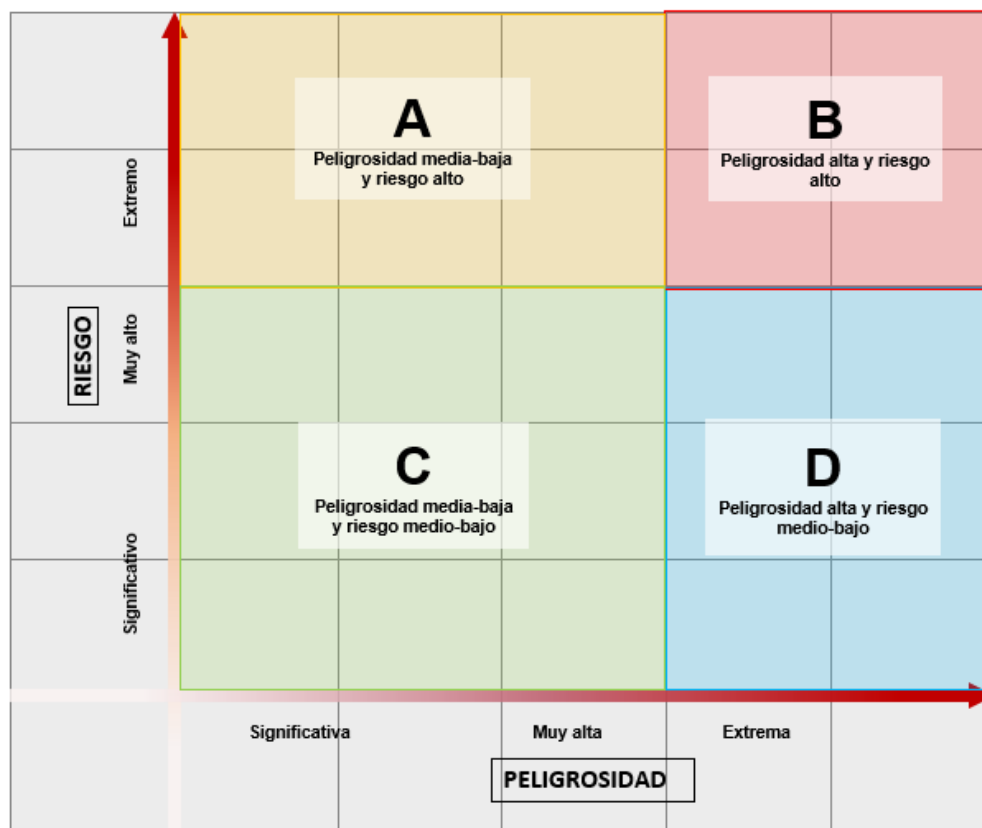 A
Peligrosidad media-baja
y riesgo alto
B
Peligrosidad alta y riesgo
alto
Extremo
Muy alto
RIESGO
C
Peligrosidad media-baja
y riesgo medio-bajo
D
Peligrosidad alta y riesgo
medio-bajo
Significativo
Significativa
Muy alta
Extrema
PELIGROSIDAD